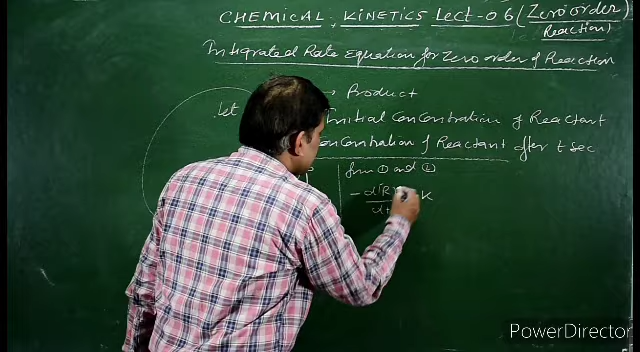 CHEMICAL KINETICS Lect-06 (Zero order Reaction)
Integrated Rate Equation for Zero order of Reaction
Let → Product
Initial Concentration of Reactant
Concentration of Reactant after t sec
from ① and ②
- d[R K
dt
PowerDirector